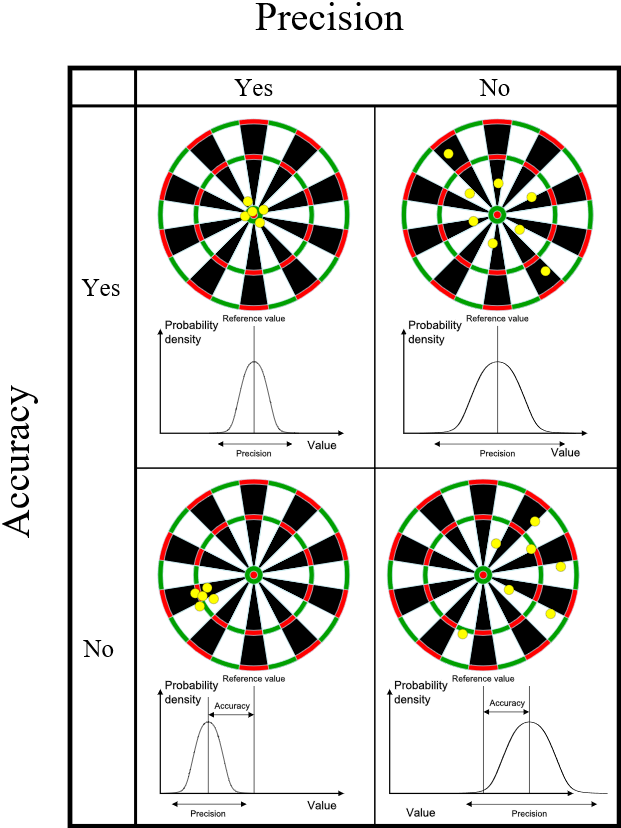 Precision
Yes
No
Accuracy
Yes
Reference value
Probability
density
Value
Precision
Reference value
Probability
density
Value
Precision
No
Reference value
Probability
density
Accuracy
Value
Precision
Reference value
Probability
density
Accuracy
Value
Precision